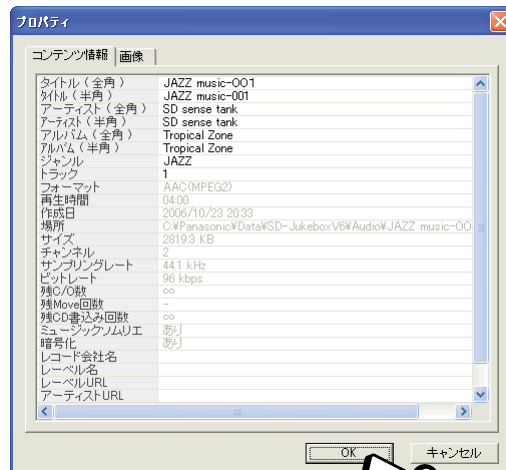 プロパティ
コンテンツ情報 画像
タイトル（全角） JAZZ music-001
ﾀｲﾄﾙ（半角） JAZZ music-001
アーティスト（全角） SD sense tank
ｱｰﾃｨｽﾄ（半角） SD sense tank
アルバム（全角） Tropical Zone
ｱﾙﾊﾞﾑ（半角） Tropical Zone
ジャンル JAZZ
トラック 1
フォーマット AAC(MPEG2)
再生時間 04:00
作成日 2006/10/23 20:33
場所 C:¥Panasonic¥Data¥SD-JukeboxV6¥Audio¥JAZZ music-00
サイズ 2819.3 KB
チャンネル 2
サンプリングレート 44.1 kHz
ビットレート 96 kbps
残C/O数 ∞
残Move回数 -
残CD書込み回数 ∞
ミュージックソムリエ あり
暗号化 あり
レコード会社名
レーベル名
レーベルURL
アーティストURL
OK キャンセル